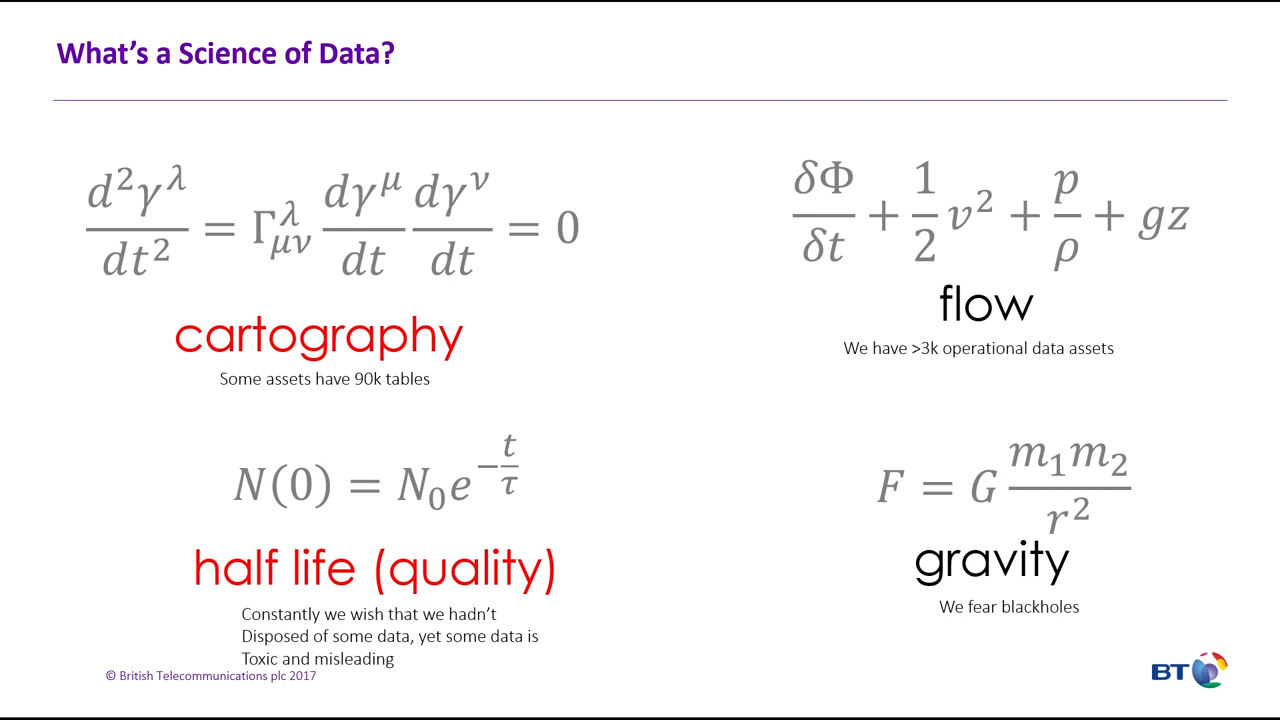 What's a Science of Data?
d²γ^λ/dt² = Γ^λ_μν dγ^μ/dt dγ^ν/dt = 0
cartography
Some assets have 90k tables
δΦ/δt + 1/2 v² + p/ρ + gz
flow
We have >3k operational data assets
N(0) = N₀e^(-t/τ)
half life (quality)
Constantly we wish that we hadn't
Disposed of some data, yet some data is
Toxic and misleading
F = G m₁m₂/r²
gravity
We fear blackholes
© British Telecommunications plc 2017
BT